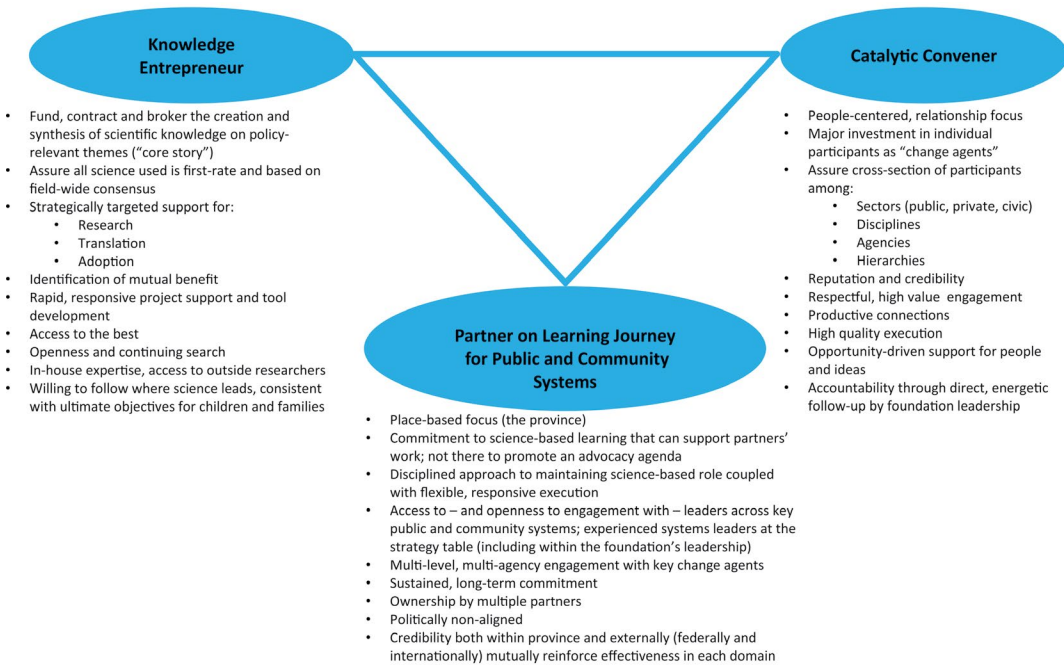 Knowledge
Entrepreneur
• Fund, contract and broker the creation and
synthesis of scientific knowledge on policy-
relevant themes (“core story”)
• Assure all science used is first-rate and based on
field-wide consensus
• Strategically targeted support for:
• Research
• Translation
• Adoption
• Identification of mutual benefit
• Rapid, responsive project support and tool
development
• Access to the best
• Openness and continuing search
• In-house expertise, access to outside researchers
• Willing to follow where science leads, consistent
with ultimate objectives for children and families
Catalytic Convener
• People-centered, relationship focus
• Major investment in individual
participants as “change agents”
• Assure cross-section of participants
among:
• Sectors (public, private, civic)
• Disciplines
• Agencies
• Hierarchies
• Reputation and credibility
• Respectful, high value engagement
• Productive connections
• High quality execution
• Opportunity-driven support for people
and ideas
• Accountability through direct, energetic
follow-up by foundation leadership
Partner on Learning Journey
for Public and Community
Systems
• Place-based focus (the province)
• Commitment to science-based learning that can support partners’
work; not there to promote an advocacy agenda
• Disciplined approach to maintaining science-based role coupled
with flexible, responsive execution
• Access to – and openness to engagement with – leaders across key
public and community systems; experienced systems leaders at the
strategy table (including within the foundation’s leadership)
• Multi-level, multi-agency engagement with key change agents
• Sustained, long-term commitment
• Ownership by multiple partners
• Politically non-aligned
• Credibility both within province and externally (federally and
internationally) mutually reinforce effectiveness in each domain